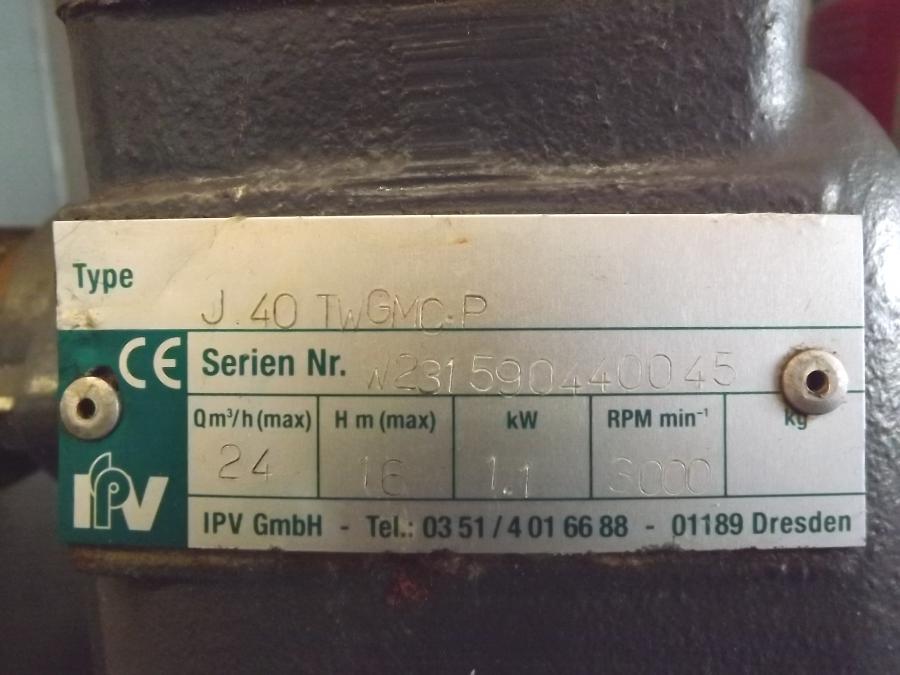 Type
J.40 TWGMC-P
CE Serien Nr. W231590440045
Qm³/h (max) H m (max) kW RPM min⁻¹ kg
24 16 1.1 3000
IPV
IPV GmbH - Tel.: 03 51 / 4 01 66 88 - 01189 Dresden